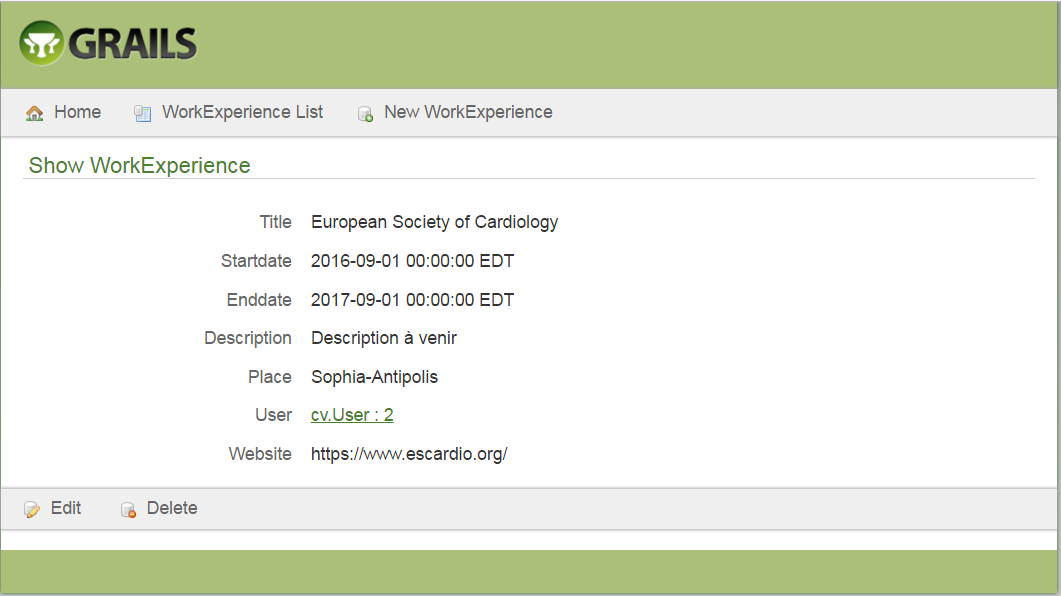 GRAILS
Home WorkExperience List New WorkExperience
Show WorkExperience
Title European Society of Cardiology
Startdate 2016-09-01 00:00:00 EDT
Enddate 2017-09-01 00:00:00 EDT
Description Description à venir
Place Sophia-Antipolis
User cv.User : 2
Website https://www.escardio.org/
Edit Delete